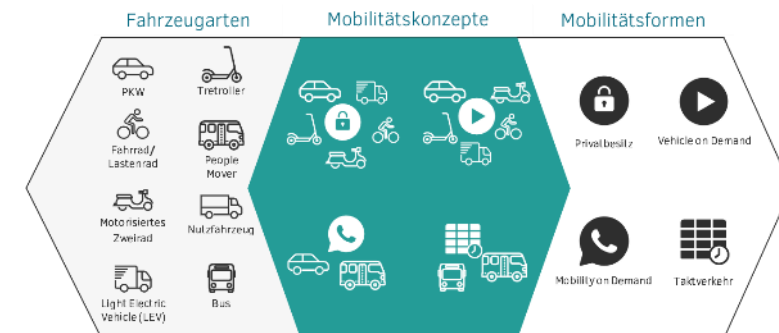 Fahrzeugarten
Mobilitätskonzepte
Mobilitätsformen
PKW
Tretroller
Fahrrad/
Lastenrad
People
Mover
Motorisiertes
Zweirad
Nutzfahrzeug
Light Electric
Vehicle (LEV)
Bus
Privatbesitz
Vehicle on Demand
Mobility on Demand
Taktverkehr